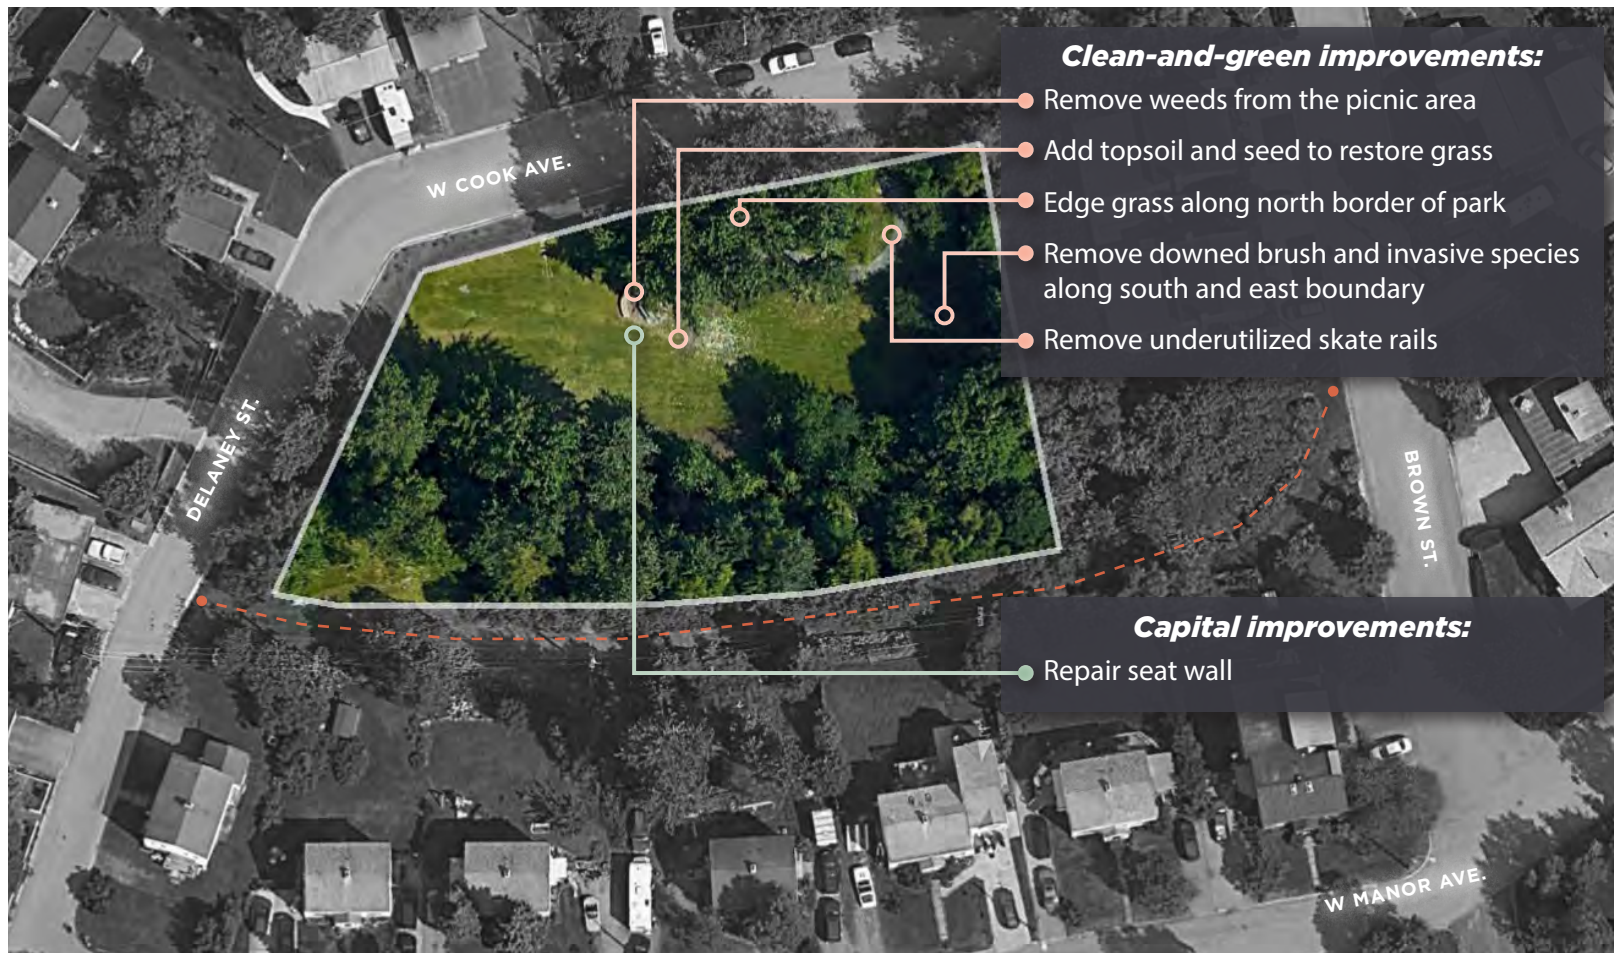 Clean-and-green improvements:
Remove weeds from the picnic area
Add topsoil and seed to restore grass
Edge grass along north border of park
Remove downed brush and invasive species
along south and east boundary
Remove underutilized skate rails
W COOK AVE.
DELANEY ST.
BROWN ST.
Capital improvements:
Repair seat wall
W MANOR AVE.